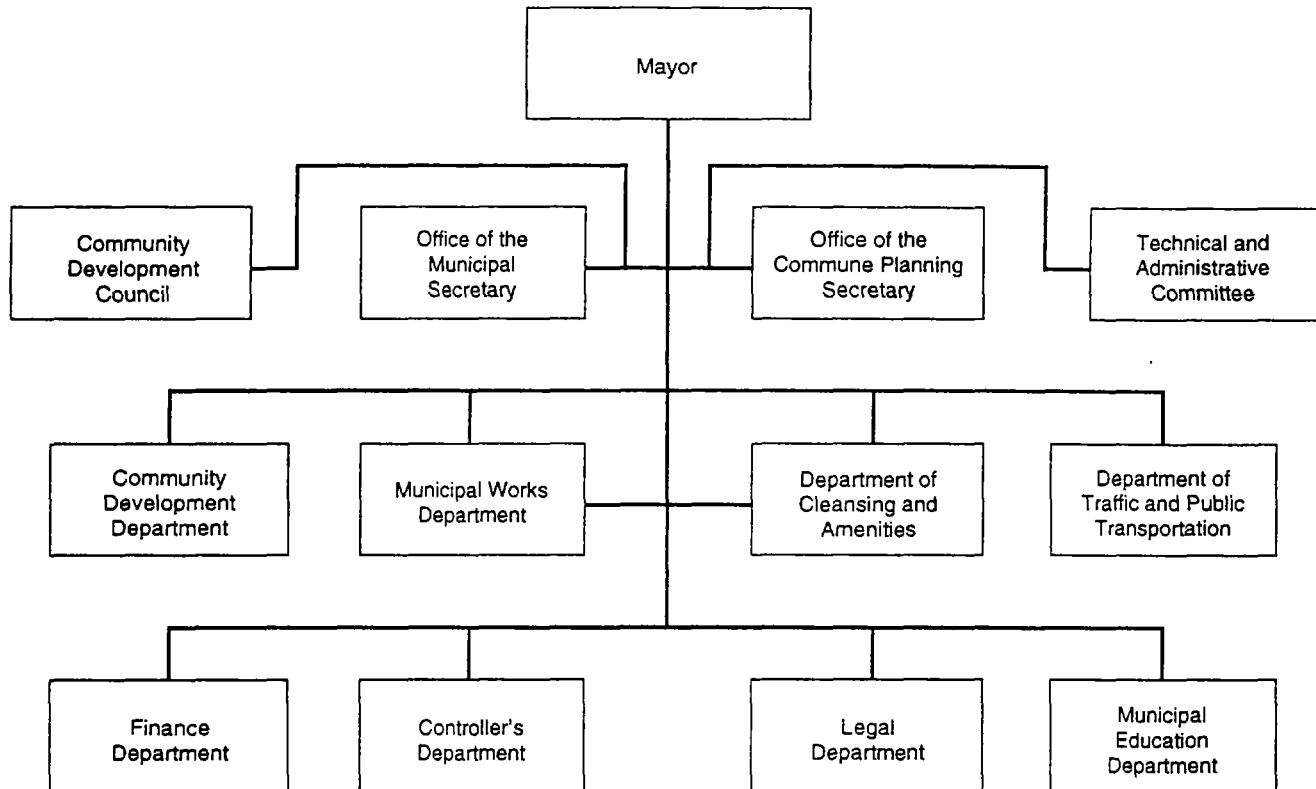 Mayor
Community
Development
Council
Office of the
Municipal
Secretary
Office of the
Commune Planning
Secretary
Technical and
Administrative
Committee
Community
Development
Department
Municipal Works
Department
Department of
Cleansing and
Amenities
Department of
Traffic and Public
Transportation
Finance
Department
Controller's
Department
Legal
Department
Municipal
Education
Department